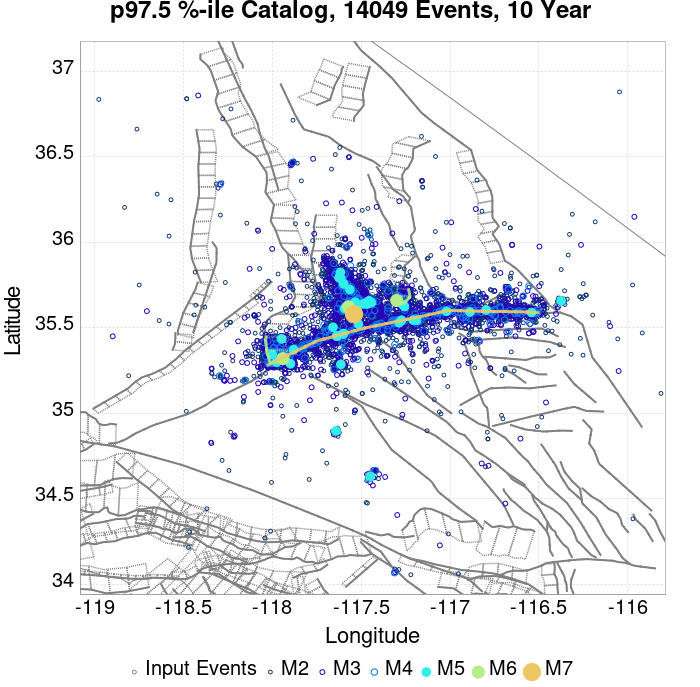 p97.5 %-ile Catalog, 14049 Events, 10 Year
37
36.5
36
35.5
35
34.5
34
Latitude
-119 -118.5 -118 -117.5 -117 -116.5 -116
Longitude
Input Events M2 M3 M4 M5 M6 M7